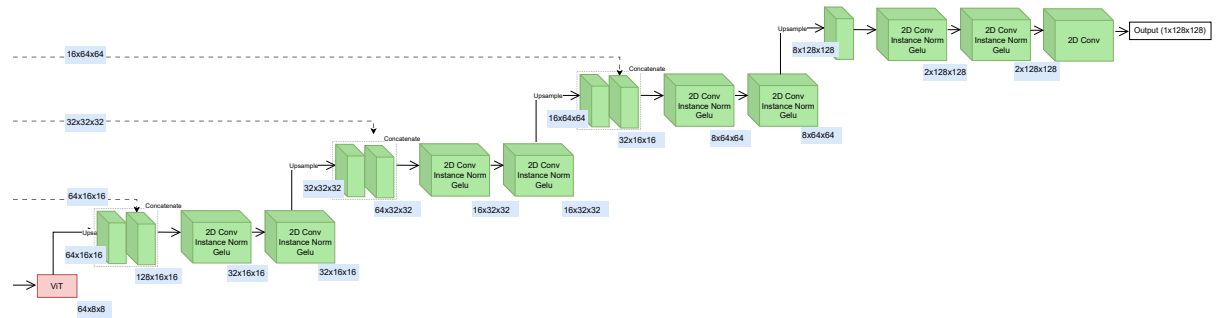 16x64x64
32x32x32
64x16x16
ViT
64x8x8
Upsa
64x16x16
Concatenate
128x16x16
2D Conv
Instance Norm
Gelu
32x16x16
2D Conv
Instance Norm
Gelu
32x16x16
Upsample
32x32x32
Concatenate
64x32x32
2D Conv
Instance Norm
Gelu
16x32x32
2D Conv
Instance Norm
Gelu
16x32x32
Upsample
16x64x64
Concatenate
32x16x16
2D Conv
Instance Norm
Gelu
8x64x64
2D Conv
Instance Norm
Gelu
8x64x64
Upsample
8x128x128
2D Conv
Instance Norm
Gelu
2x128x128
2D Conv
Instance Norm
Gelu
2x128x128
2D Conv
Output (1x128x128)